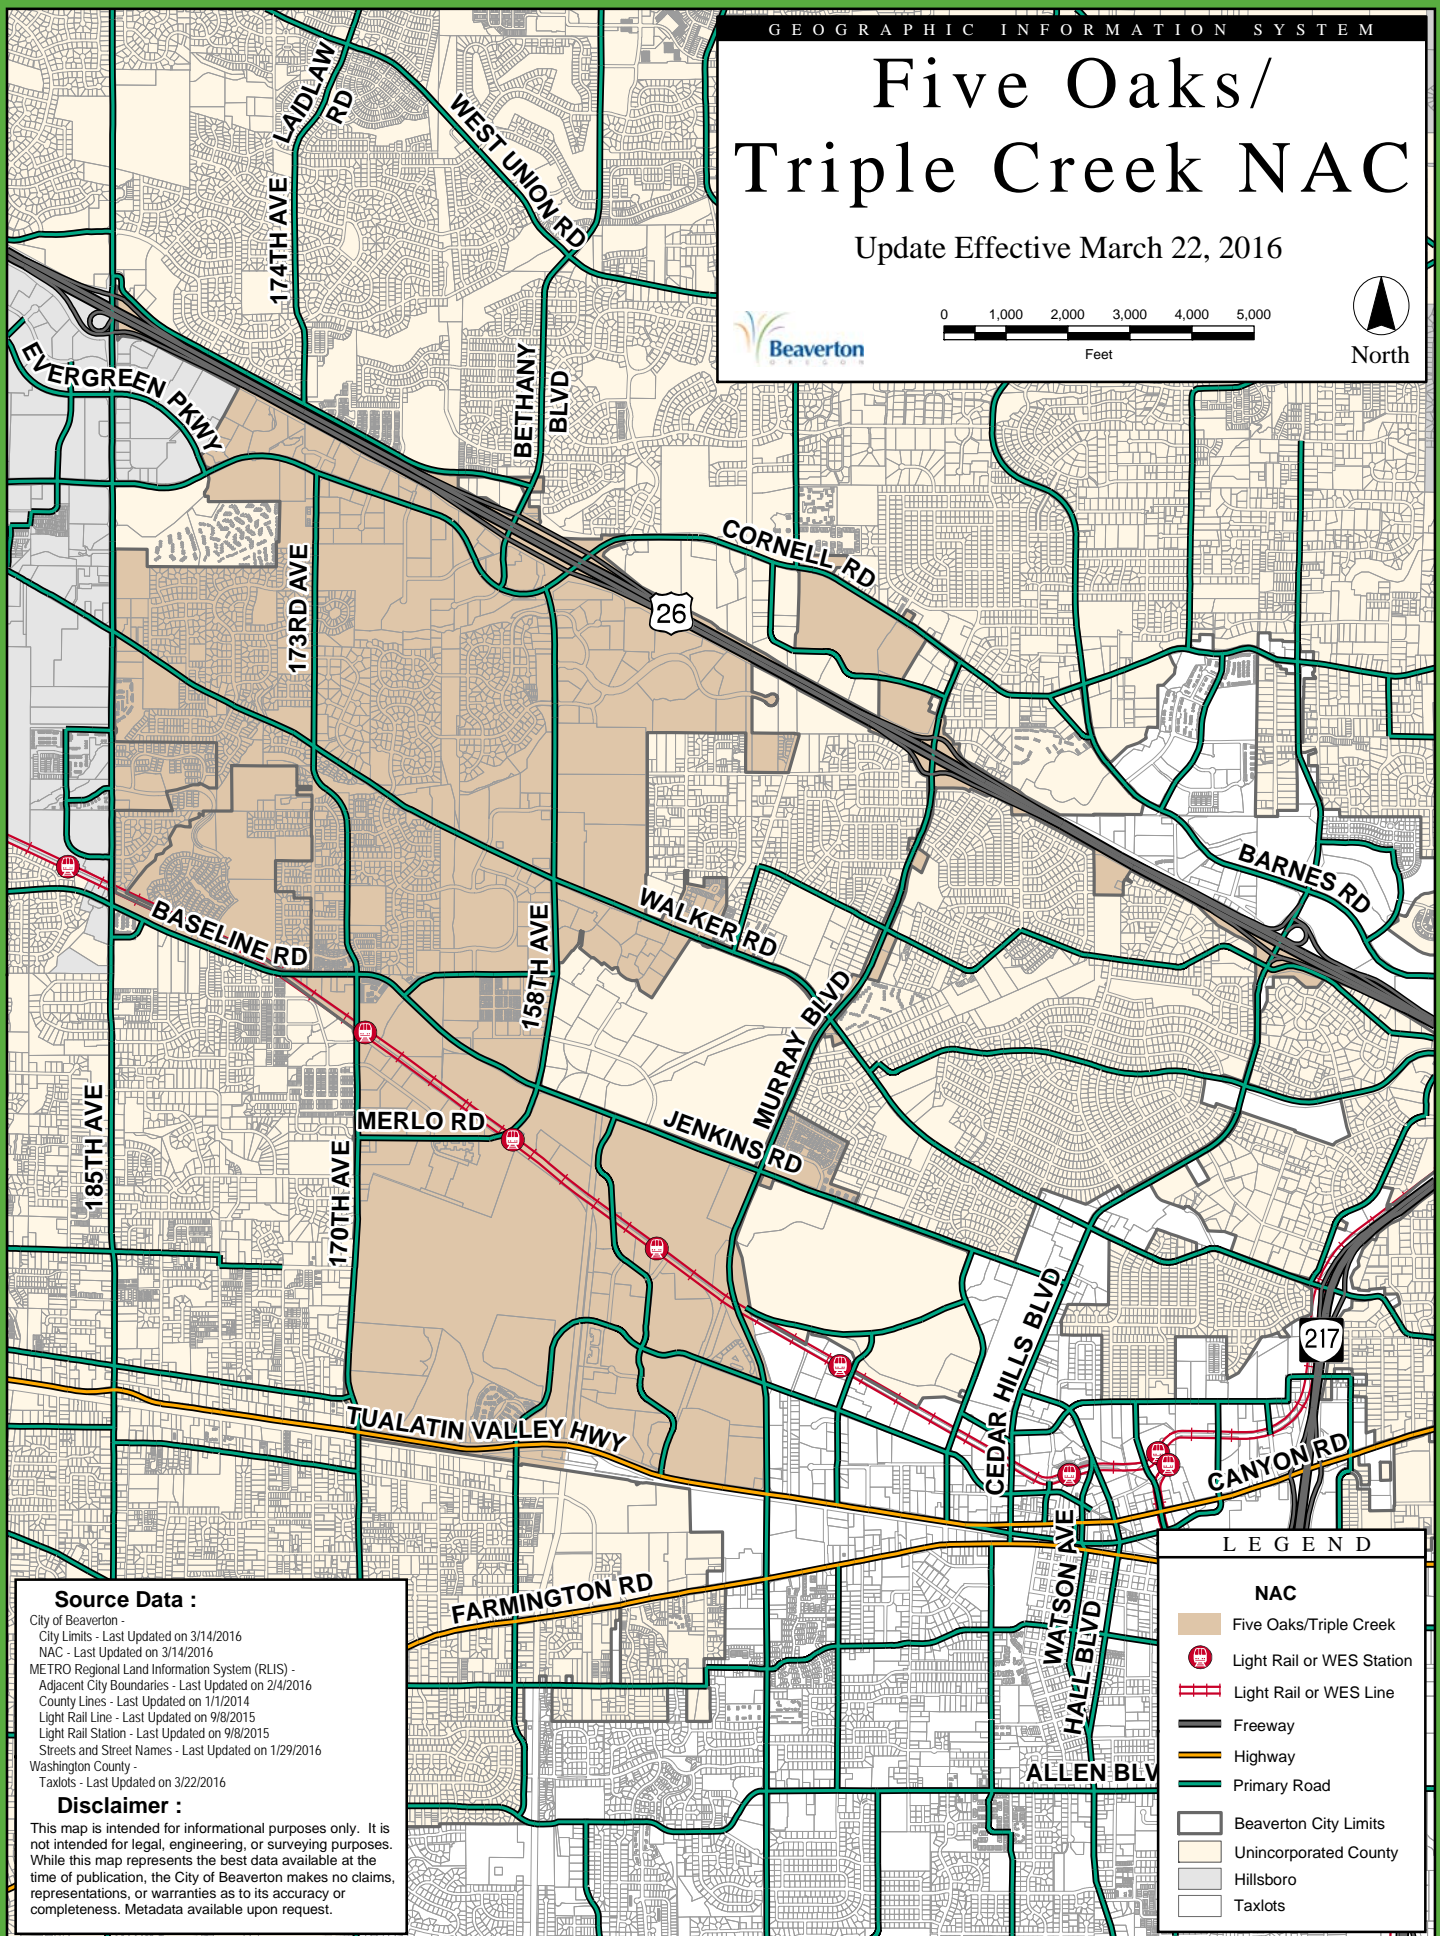 GEOGRAPHIC INFORMATION SYSTEM
Five Oaks/
Triple Creek NAC
Update Effective March 22, 2016
Beaverton
OREGON
0 1,000 2,000 3,000 4,000 5,000
Feet
North
LAIDLAW
RD
WEST UNION RD
174TH AVE
EVERGREEN PKWY
BETHANY
BLVD
CORNELL RD
173RD AVE
26
BARNES RD
WALKER RD
BASELINE RD
158TH AVE
MURRAY BLVD
185TH AVE
MERLO RD
JENKINS RD
170TH AVE
CEDAR HILLS BLVD
217
TUALATIN VALLEY HWY
CANYON RD
WATSON AVE
FARMINGTON RD
HALL BLVD
ALLEN BLV
Source Data :
City of Beaverton -
City Limits - Last Updated on 3/14/2016
NAC - Last Updated on 3/14/2016
METRO Regional Land Information System (RLIS) -
Adjacent City Boundaries - Last Updated on 2/4/2016
County Lines - Last Updated on 1/1/2014
Light Rail Line - Last Updated on 9/8/2015
Light Rail Station - Last Updated on 9/8/2015
Streets and Street Names - Last Updated on 1/29/2016
Washington County -
Taxlots - Last Updated on 3/22/2016
Disclaimer :
This map is intended for informational purposes only. It is
not intended for legal, engineering, or surveying purposes.
While this map represents the best data available at the
time of publication, the City of Beaverton makes no claims,
representations, or warranties as to its accuracy or
completeness. Metadata available upon request.
LEGEND
NAC
Five Oaks/Triple Creek
Light Rail or WES Station
Light Rail or WES Line
Freeway
Highway
Primary Road
Beaverton City Limits
Unincorporated County
Hillsboro
Taxlots